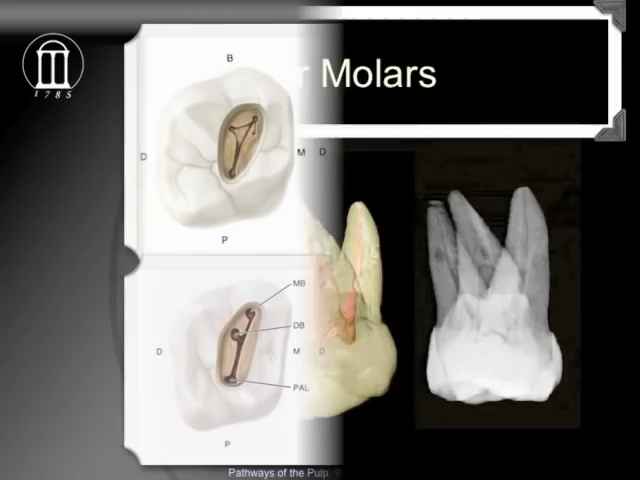 1785
r Molars
B
D
M D
P
MB
DB
D
M D
PAL
P
Pathways of the Pulp